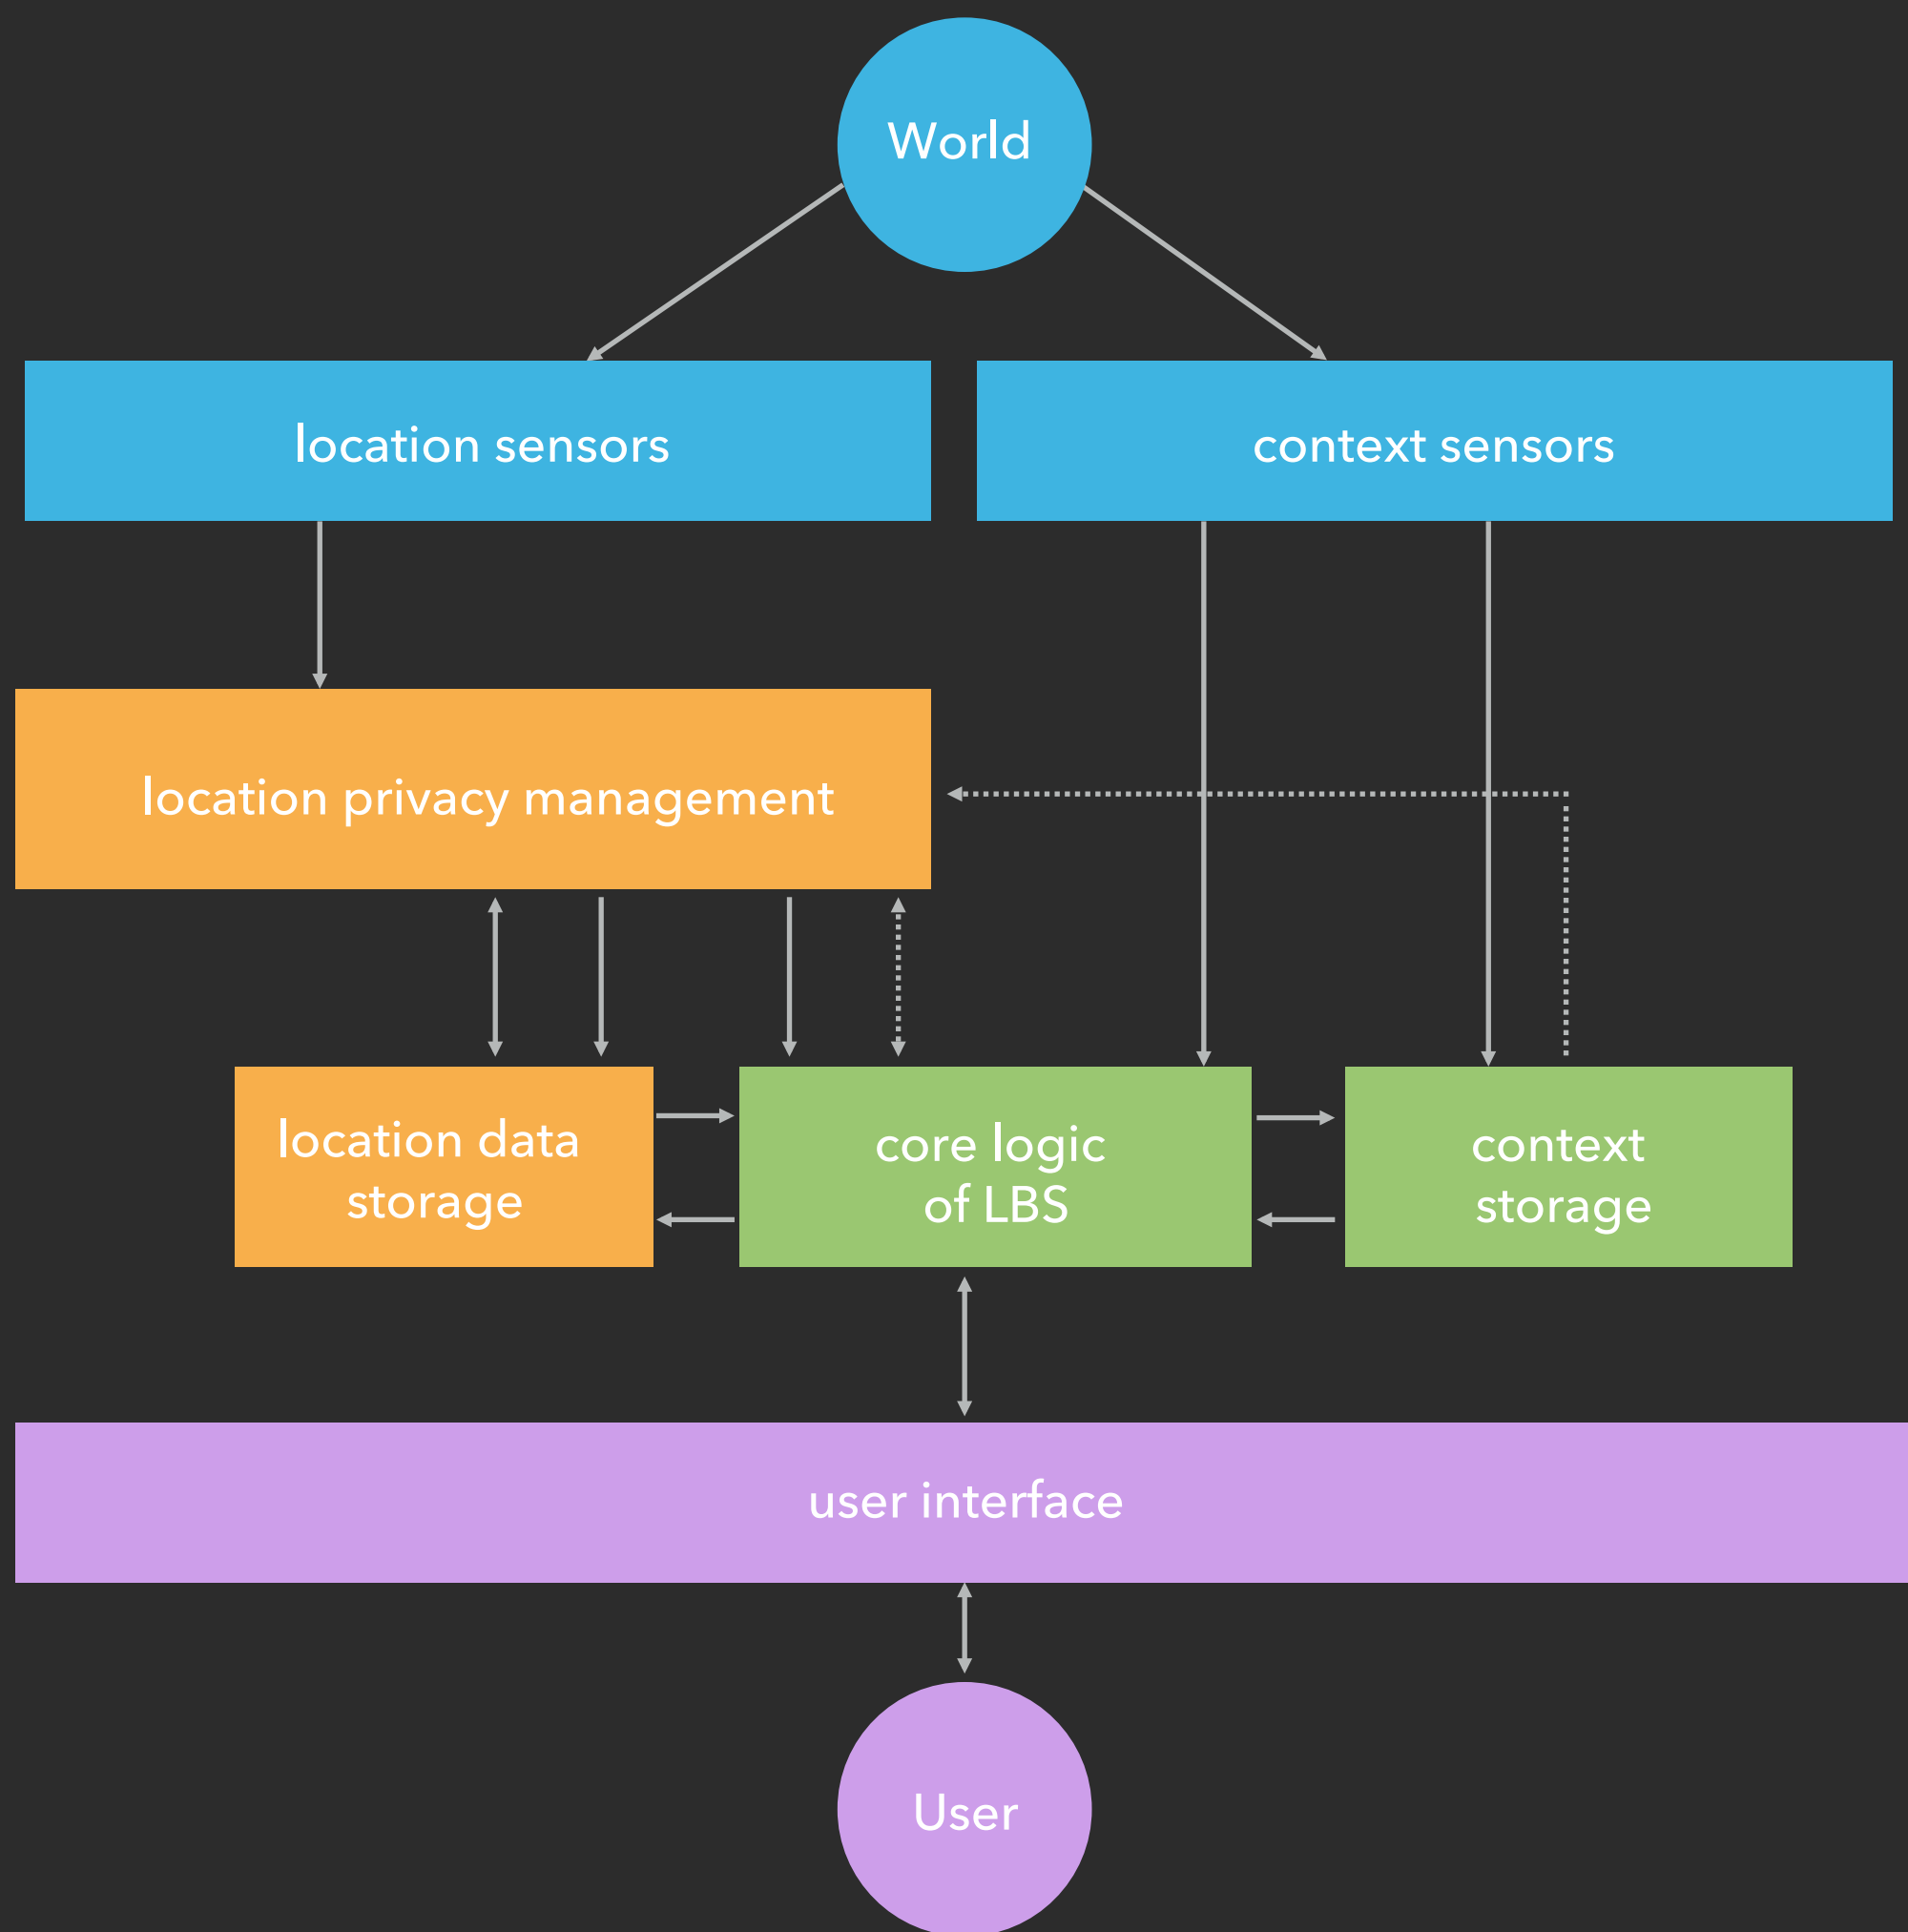 World
location sensors
context sensors
location privacy management
location data
storage
core logic
of LBS
context
storage
user interface
User